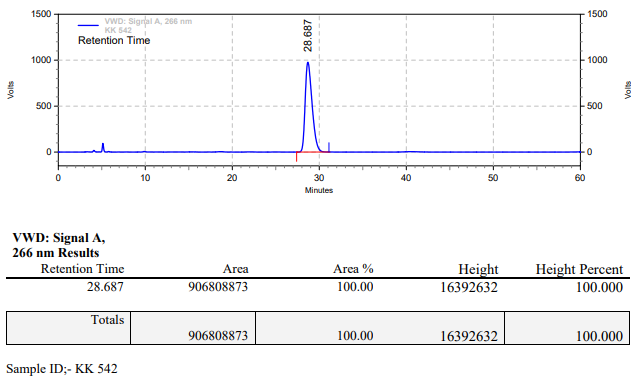 VWD: Signal A, 266 nm
KK 542
Retention Time
28.687
1500
1000
500
0
Volts
1500
1000
500
0
Volts
0 10 20 30 40 50 60
Minutes
VWD: Signal A,
266 nm Results
Retention Time Area Area % Height Height Percent
28.687 906808873 100.00 16392632 100.000
Totals
906808873 100.00 16392632 100.000
Sample ID;- KK 542